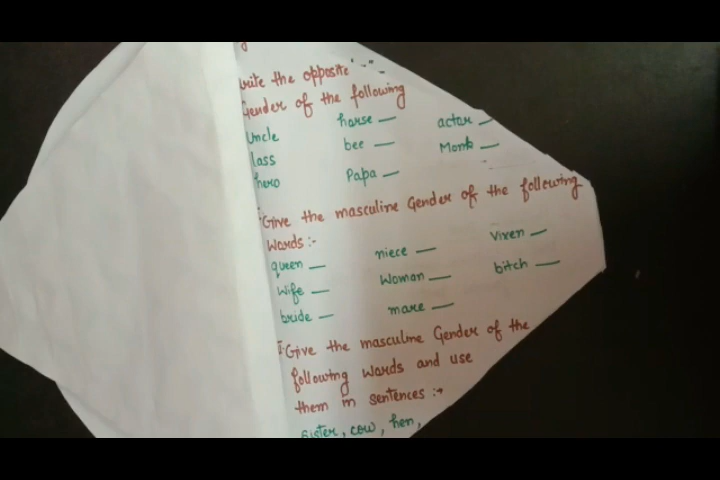 write the opposite
Gender of the following
Uncle horse — actor —
lass bee — Monk —
hero Papa —
Give the masculine Gender of the following
Words:-
queen — niece — vixen —
Wife — Woman — bitch —
bride — mare —
Give the masculine Gender of the
following Words and use
them in sentences:-
Sister, cow, hen,